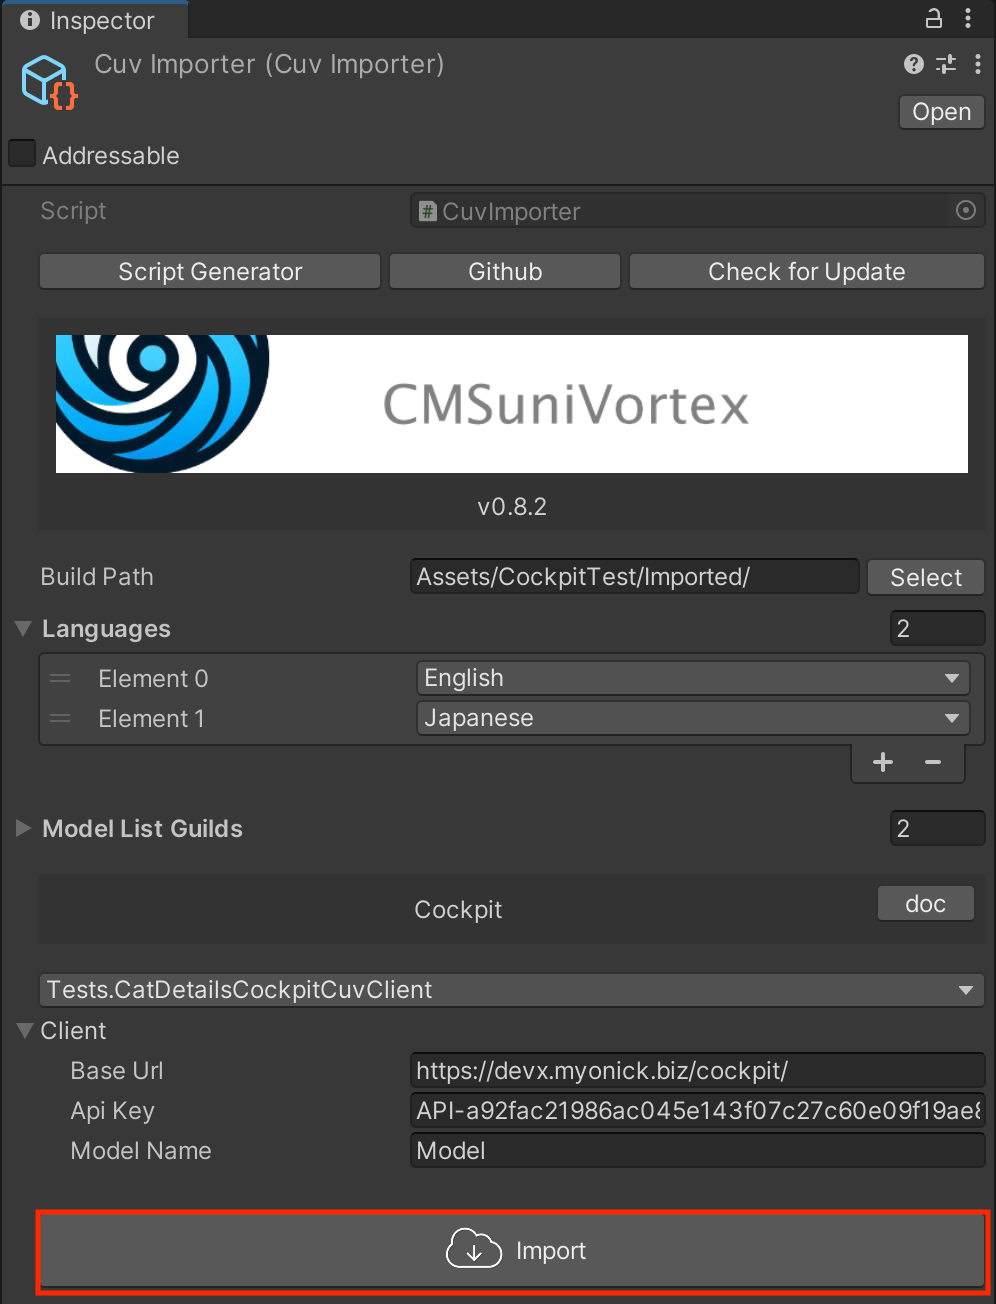 Inspector
Cuv Importer (Cuv Importer)
Open
Addressable
Script CuvImporter
Script Generator Github Check for Update
CMSuniVortex
v0.8.2
Build Path Assets/CockpitTest/Imported/ Select
Languages 2
Element 0 English
Element 1 Japanese
Model List Guilds 2
Cockpit doc
Tests.CatDetailsCockpitCuvClient
Client
Base Url https://devx.myonick.biz/cockpit/
Api Key API-a92fac21986ac045e143f07c27c60e09f19ae8
Model Name Model
Import